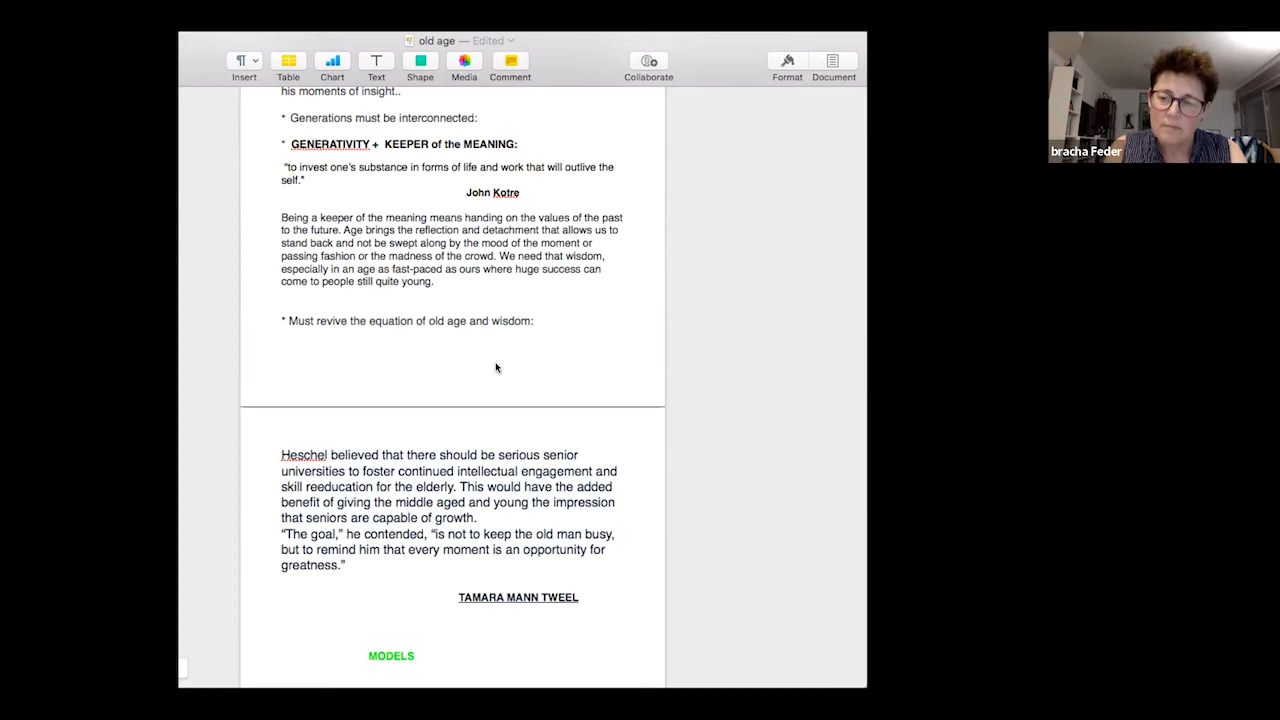 old age — Edited
Insert Table Chart Text Shape Media Comment Collaborate Format Document
his moments of insight..
* Generations must be interconnected:
* GENERATIVITY + KEEPER of the MEANING:
“to invest one’s substance in forms of life and work that will outlive the
self."
John Kotre
Being a keeper of the meaning means handing on the values of the past
to the future. Age brings the reflection and detachment that allows us to
stand back and not be swept along by the mood of the moment or
passing fashion or the madness of the crowd. We need that wisdom,
especially in an age as fast-paced as ours where huge success can
come to people still quite young.
* Must revive the equation of old age and wisdom:
Heschel believed that there should be serious senior
universities to foster continued intellectual engagement and
skill reeducation for the elderly. This would have the added
benefit of giving the middle aged and young the impression
that seniors are capable of growth.
“The goal,” he contended, “is not to keep the old man busy,
but to remind him that every moment is an opportunity for
greatness.”
TAMARA MANN TWEEL
MODELS
bracha Feder